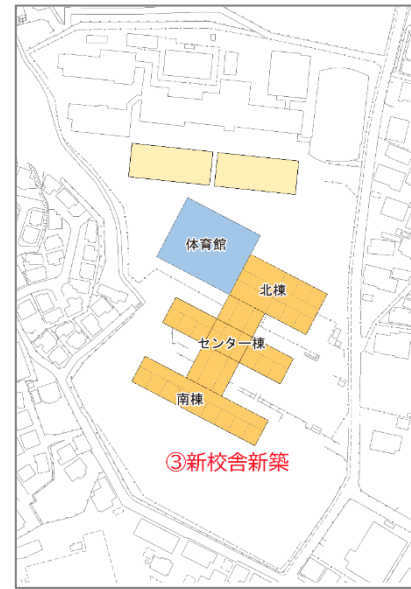 体育館
北棟
センター棟
南棟
③新校舎新築